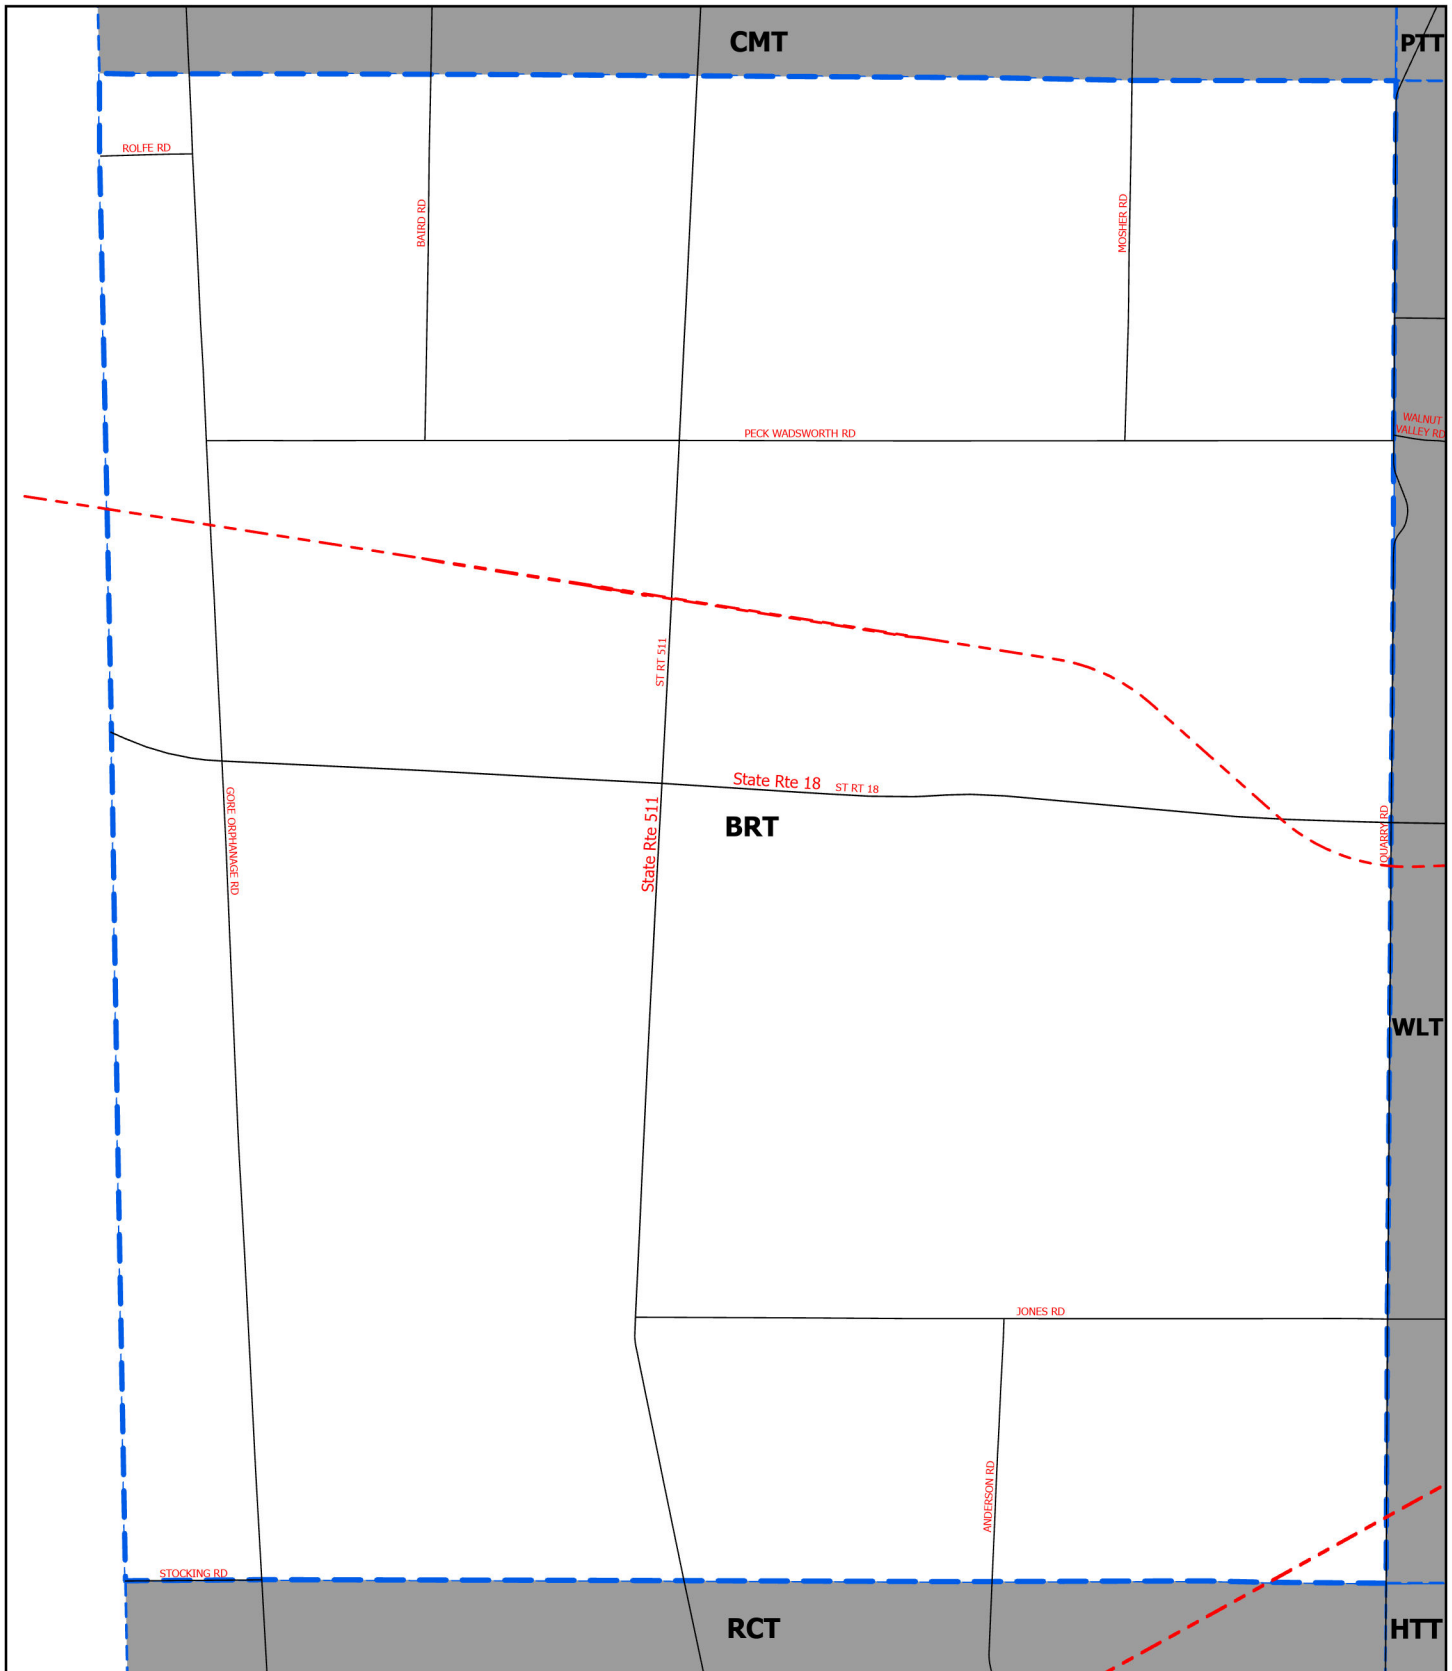 CMT
PTT
ROLFE RD
BAIRD RD
MOSHER RD
WALNUT
VALLEY RD
PECK WADSWORTH RD
ST RT 511
State Rte 18
ST RT 18
GORE ORPHANAGE RD
State Rte 511
BRT
QUARRY RD
WLT
JONES RD
ANDERSON RD
STOCKING RD
RCT
HTT